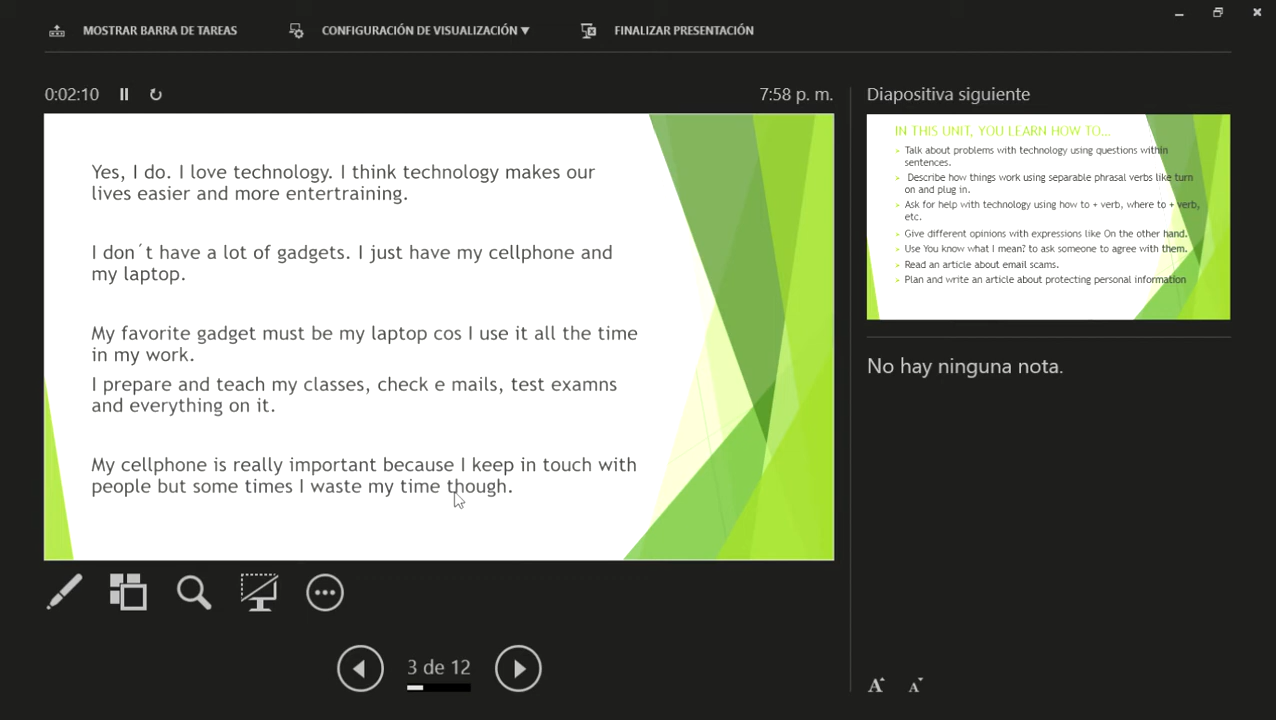 MOSTRAR BARRA DE TAREAS
CONFIGURACIÓN DE VISUALIZACIÓN ▼
FINALIZAR PRESENTACIÓN
0:02:10
7:58 p. m.
Yes, I do. I love technology. I think technology makes our
lives easier and more entertraining.
I don´t have a lot of gadgets. I just have my cellphone and
my laptop.
My favorite gadget must be my laptop cos I use it all the time
in my work.
I prepare and teach my classes, check e mails, test examns
and everything on it.
My cellphone is really important because I keep in touch with
people but some times I waste my time though.
3 de 12
Diapositiva siguiente
IN THIS UNIT, YOU LEARN HOW TO...
Talk about problems with technology using questions within
sentences.
Describe how things work using separable phrasal verbs like turn
on and plug in.
Ask for help with technology using how to + verb, where to + verb,
etc.
Give different opinions with expressions like On the other hand.
Use You know what I mean? to ask someone to agree with them.
Read an article about email scams.
Plan and write an article about protecting personal information
No hay ninguna nota.
A A